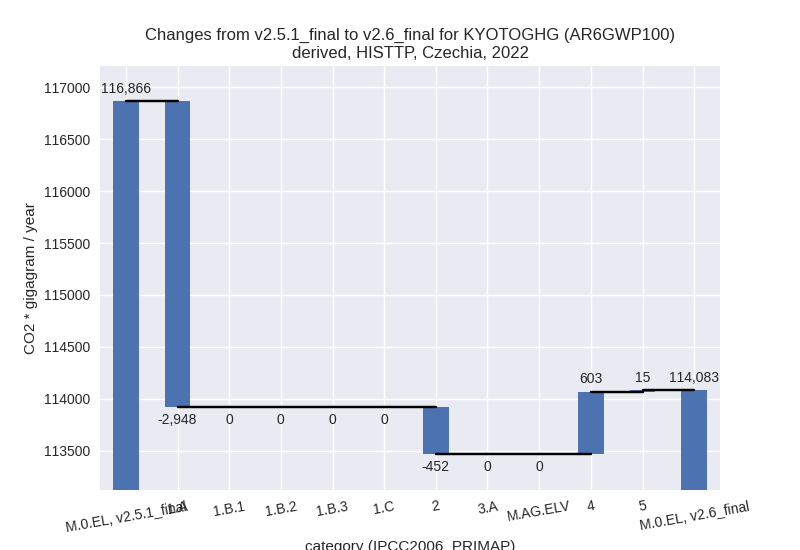 Changes from v2.5.1_final to v2.6_final for KYOTOGHG (AR6GWP100)
derived, HISTTP, Czechia, 2022
117000
116500
116000
115500
115000
114500
114000
113500
CO2 * gigagram / year
116,866
-2,948
0
0
0
0
-452
0
0
603
15
114,083
M.0.EL, v2.5.1_final
1.A
1.B.1
1.B.2
1.B.3
1.C
2
3.A
M.AG.ELV
4
5
M.0.EL, v2.6_final
category (IPCC2006_PRIMAP)